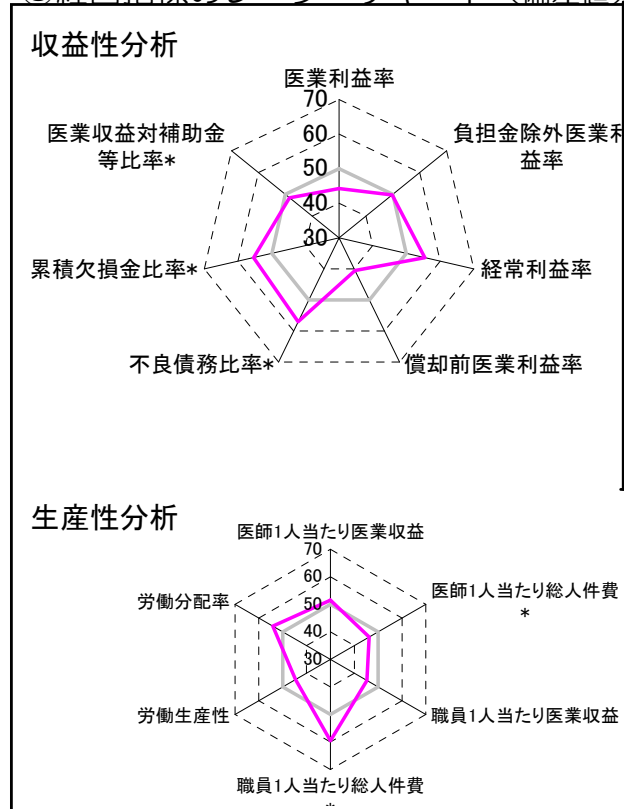 収益性分析
医業利益率
70
60
50
40
30
負担金除外医業利
益率
経常利益率
償却前医業利益率
不良債務比率*
累積欠損金比率*
医業収益対補助金
等比率*
生産性分析
医師1人当たり医業収益
70
60
50
40
30
医師1人当たり総人件費
*
職員1人当たり医業収益
職員1人当たり総人件費
*
労働生産性
労働分配率